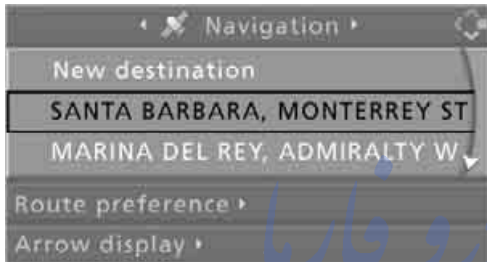 Navigation
New destination
SANTA BARBARA, MONTERREY ST
MARINA DEL REY, ADMIRALTY W
Route preference
Arrow display